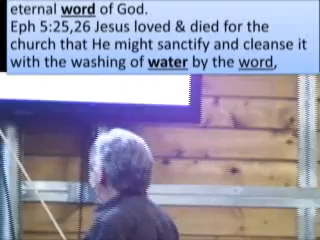 eternal word of God.
Eph 5:25,26 Jesus loved & died for the
church that He might sanctify and cleanse it
with the washing of water by the word,